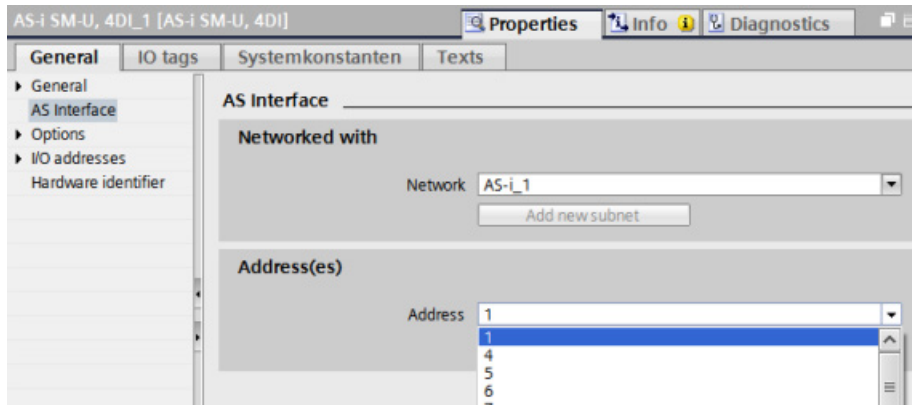 AS-i SM-U, 4DI_1 [AS-i SM-U, 4DI]
Properties Info Diagnostics
General IO tags Systemkonstanten Texts
General
AS Interface
Options
I/O addresses
Hardware identifier
AS Interface
Networked with
Network AS-i_1
Add new subnet
Address(es)
Address 1
1
4
5
6